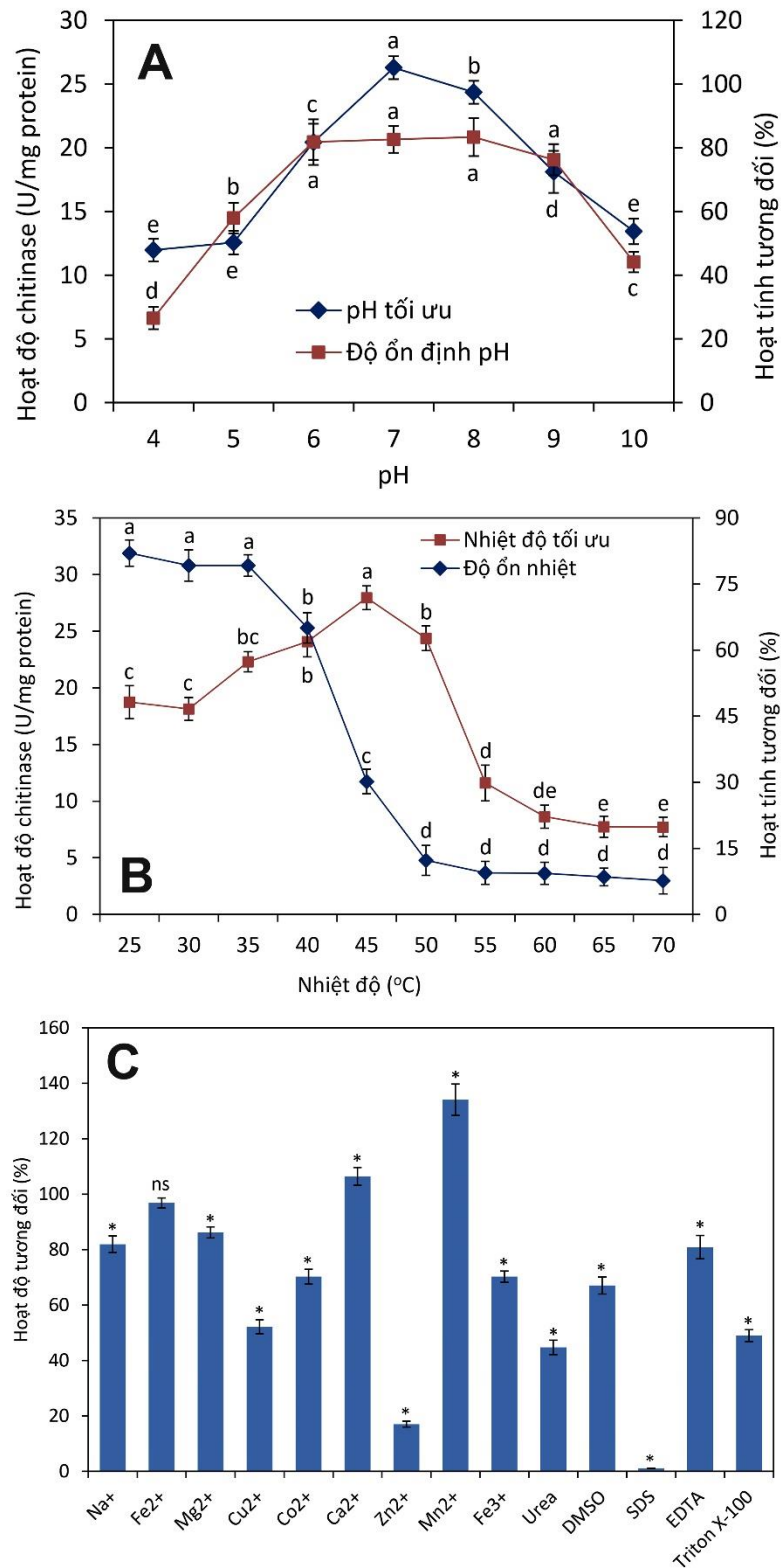 A
Hoạt độ chitinase (U/mg protein)
Hoạt tính tương đối (%)
30
25
20
15
10
5
0
120
100
80
60
40
20
0
e
d
b
e
c
a
a
a
b
a
a
d
e
c
pH tối ưu
Độ ổn định pH
4 5 6 7 8 9 10
pH
B
Hoạt độ chitinase (U/mg protein)
Hoạt tính tương đối (%)
35
30
25
20
15
10
5
0
90
75
60
45
30
15
0
Nhiệt độ tối ưu
Độ ổn nhiệt
a a a b a b
c c bc b c d d de e e
d d d d
25 30 35 40 45 50 55 60 65 70
Nhiệt độ (°C)
C
Hoạt độ tương đối (%)
160
140
120
100
80
60
40
20
0
* ns * * * * * * * * * * * *
Na+ Fe2+ Mg2+ Cu2+ Co2+ Ca2+ Zn2+ Mn2+ Fe3+ Urea DMSO SDS EDTA Triton X-100